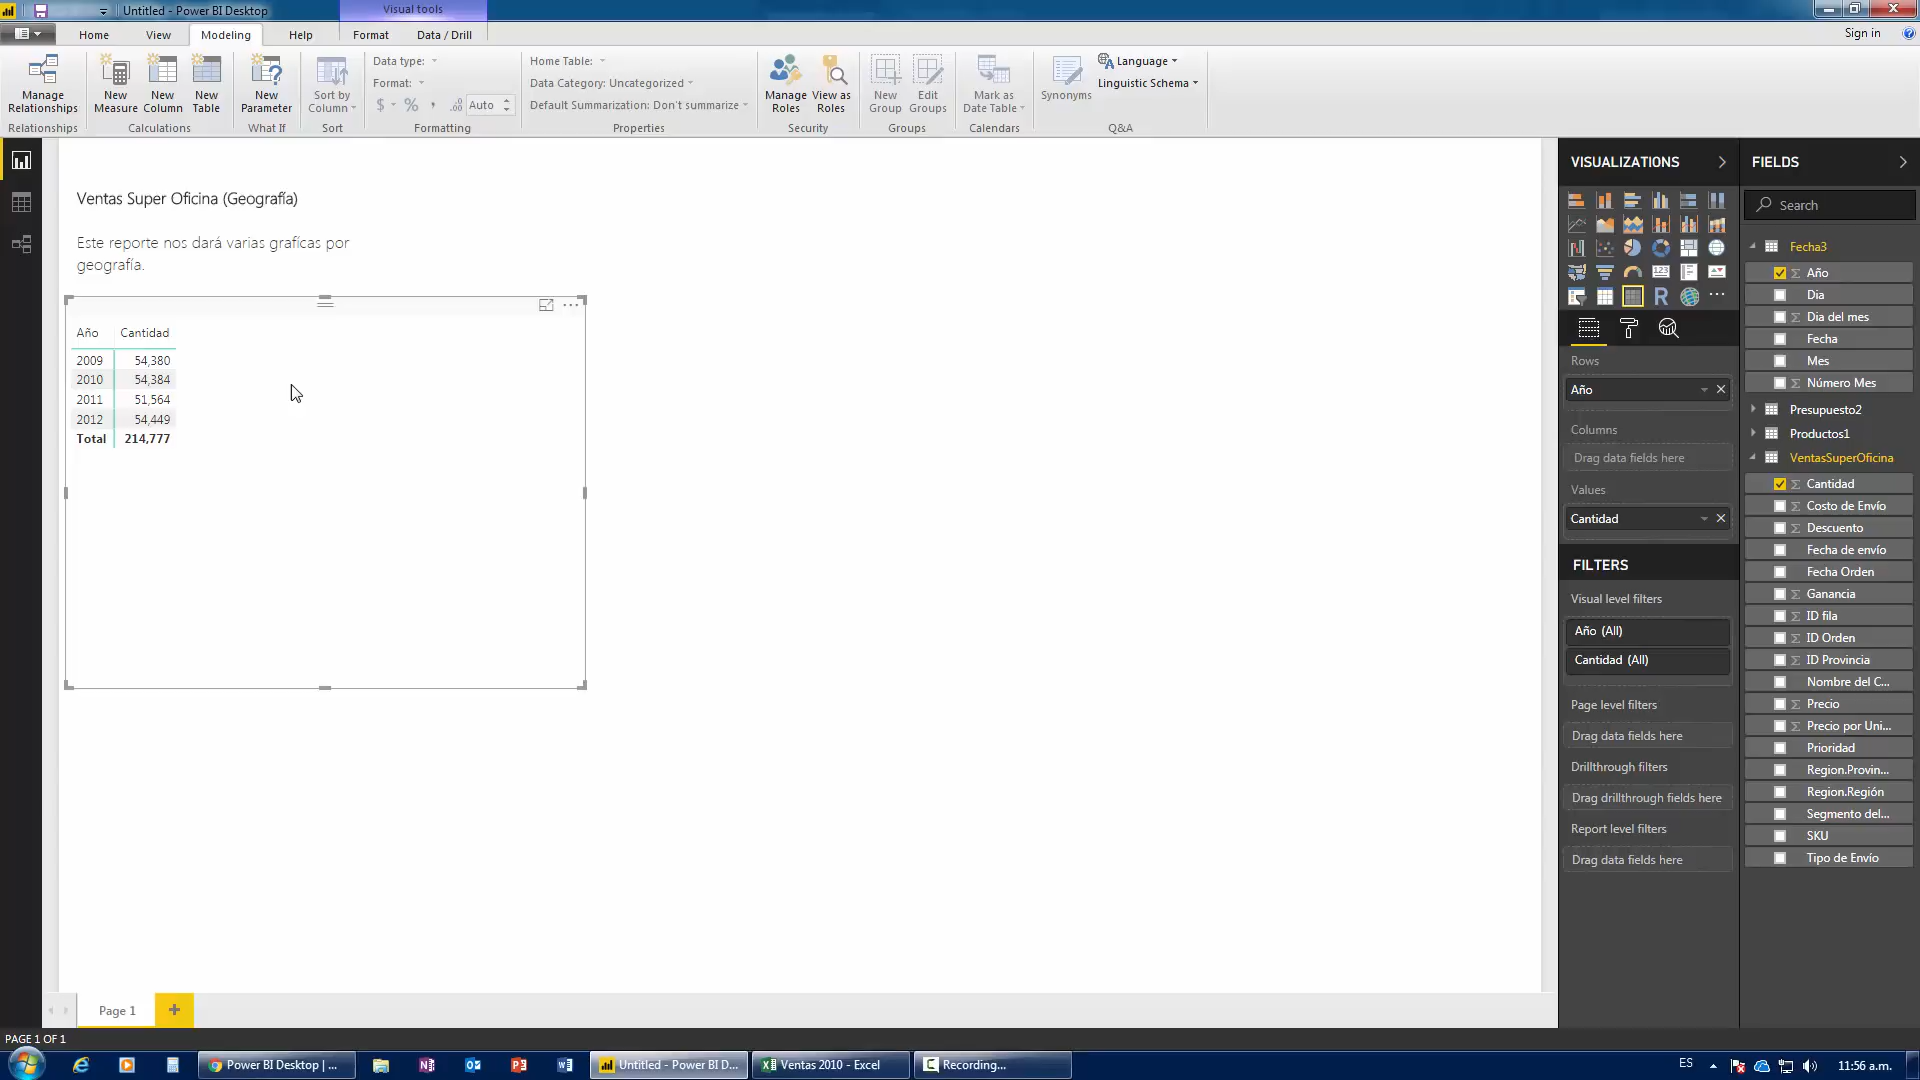 Untitled - Power BI Desktop
Visual tools
Home
View
Modeling
Help
Format
Data / Drill
Sign in
Manage Relationships
Relationships
New Measure
New Column
New Table
Calculations
New Parameter
What If
Sort by Column
Sort
Data type:
Format:
$ % , .00 Auto
Formatting
Home Table:
Data Category: Uncategorized
Default Summarization: Don't summarize
Properties
Manage Roles
View as Roles
Security
New Group
Edit Groups
Groups
Mark as Date Table
Calendars
Synonyms
Language
Linguistic Schema
Q&A
Ventas Super Oficina (Geografía)
Este reporte nos dará varias grafícas por
geografía.
Año Cantidad
2009 54,380
2010 54,384
2011 51,564
2012 54,449
Total 214,777
VISUALIZATIONS
Rows
Año
Columns
Drag data fields here
Values
Cantidad
FILTERS
Visual level filters
Año (All)
Cantidad (All)
Page level filters
Drag data fields here
Drillthrough filters
Drag drillthrough fields here
Report level filters
Drag data fields here
FIELDS
Search
Fecha3
Año
Dia
Dia del mes
Fecha
Mes
Número Mes
Presupuesto2
Productos1
VentasSuperOficina
Cantidad
Costo de Envío
Descuento
Fecha de envío
Fecha Orden
Ganancia
ID fila
ID Orden
ID Provincia
Nombre del C...
Precio
Precio por Uni...
Prioridad
Region.Provin...
Region.Región
Segmento del...
SKU
Tipo de Envío
Page 1
PAGE 1 OF 1
Power BI Desktop | ...
Untitled - Power BI D...
Ventas 2010 - Excel
Recording...
ES
11:56 a.m.